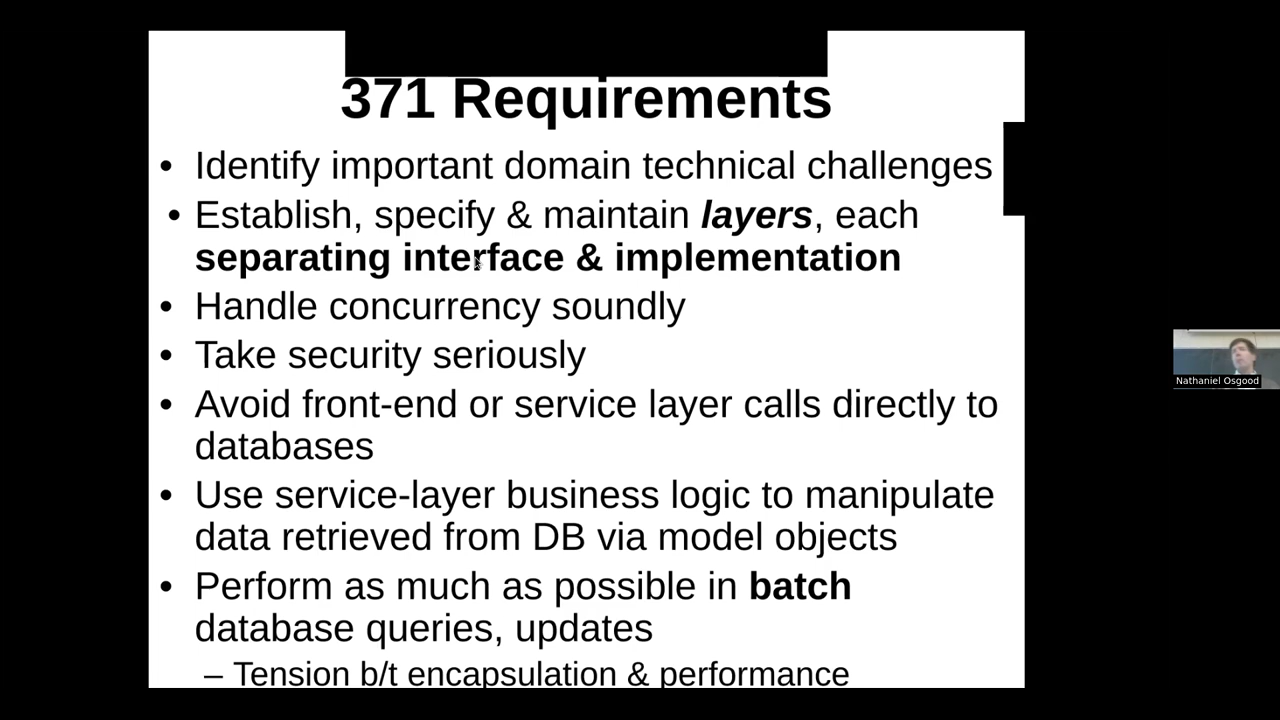 371 Requirements
• Identify important domain technical challenges
• Establish, specify & maintain layers, each
separating interface & implementation
• Handle concurrency soundly
• Take security seriously
• Avoid front-end or service layer calls directly to
databases
• Use service-layer business logic to manipulate
data retrieved from DB via model objects
• Perform as much as possible in batch
database queries, updates
– Tension b/t encapsulation & performance
Nathaniel Osgood